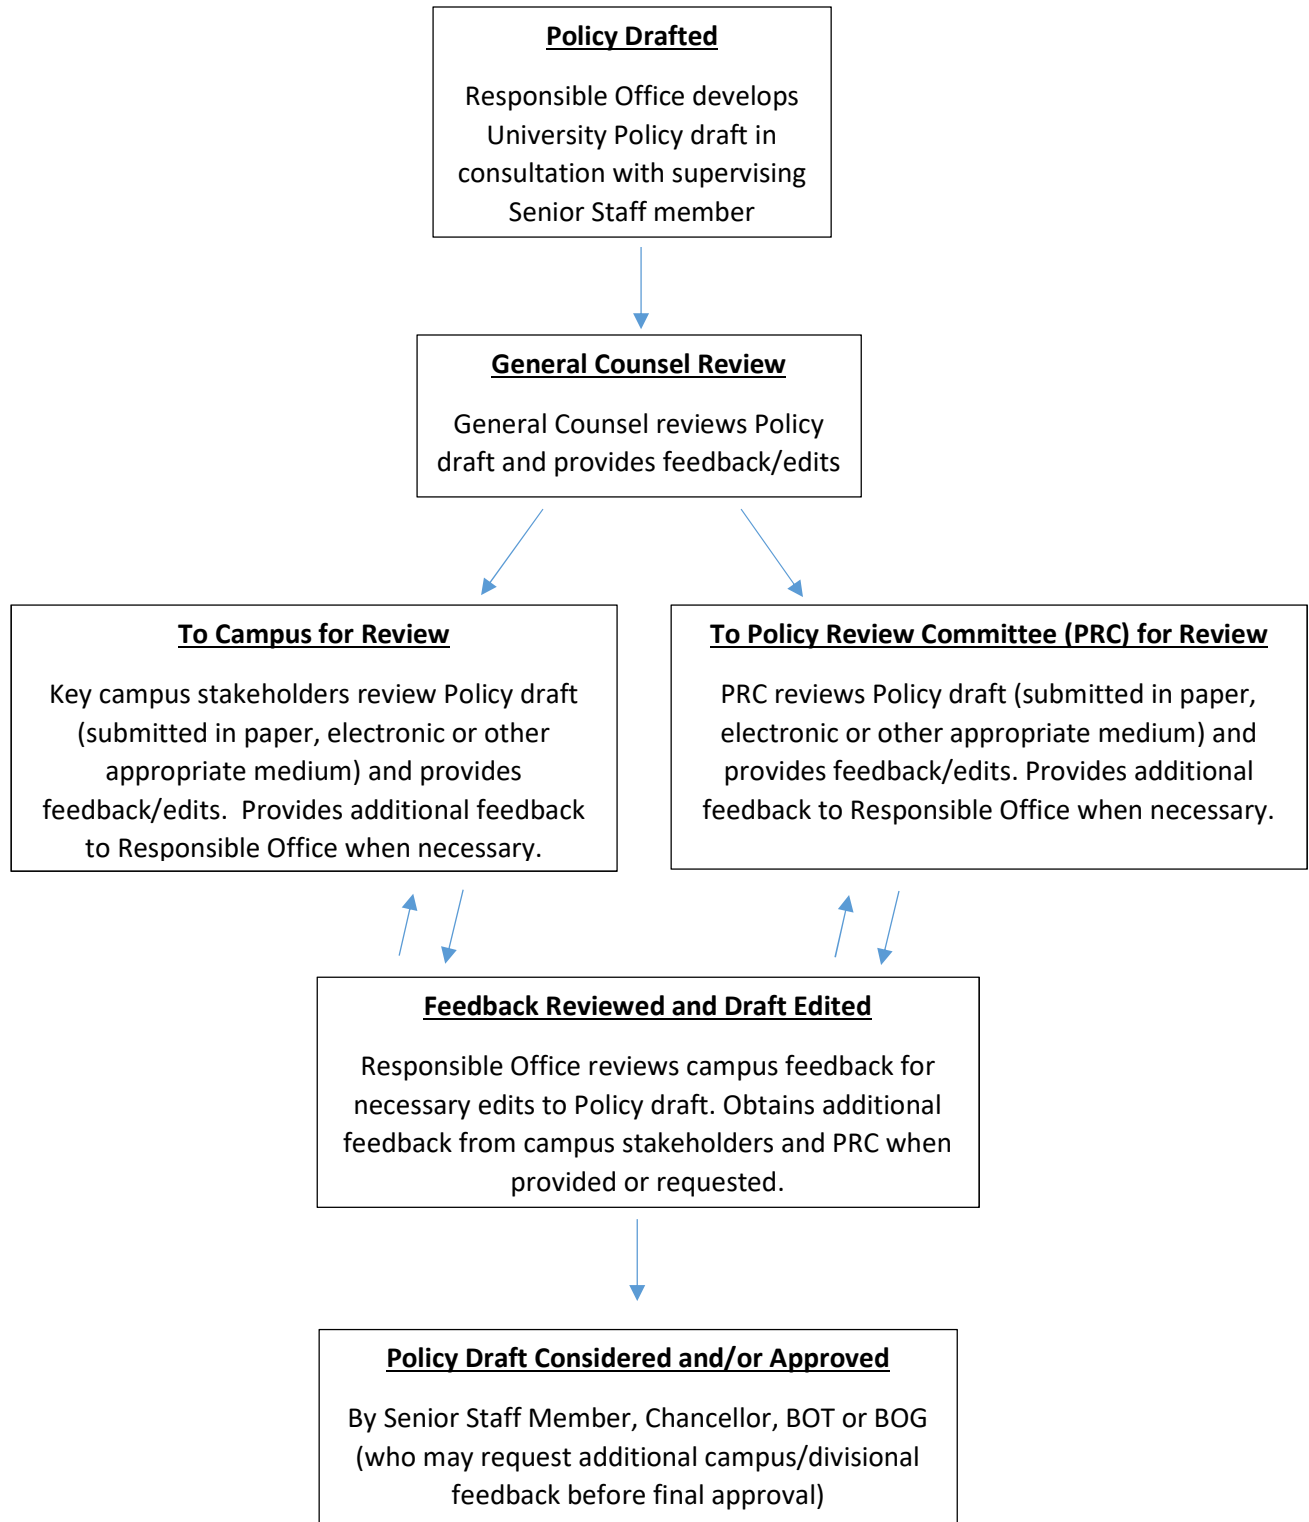 Policy Drafted
Responsible Office develops
University Policy draft in
consultation with supervising
Senior Staff member
General Counsel Review
General Counsel reviews Policy
draft and provides feedback/edits
To Campus for Review
Key campus stakeholders review Policy draft
(submitted in paper, electronic or other
appropriate medium) and provides
feedback/edits.  Provides additional feedback
to Responsible Office when necessary.
To Policy Review Committee (PRC) for Review
PRC reviews Policy draft (submitted in paper,
electronic or other appropriate medium) and
provides feedback/edits. Provides additional
feedback to Responsible Office when necessary.
Feedback Reviewed and Draft Edited
Responsible Office reviews campus feedback for
necessary edits to Policy draft. Obtains additional
feedback from campus stakeholders and PRC when
provided or requested.
Policy Draft Considered and/or Approved
By Senior Staff Member, Chancellor, BOT or BOG
(who may request additional campus/divisional
feedback before final approval)